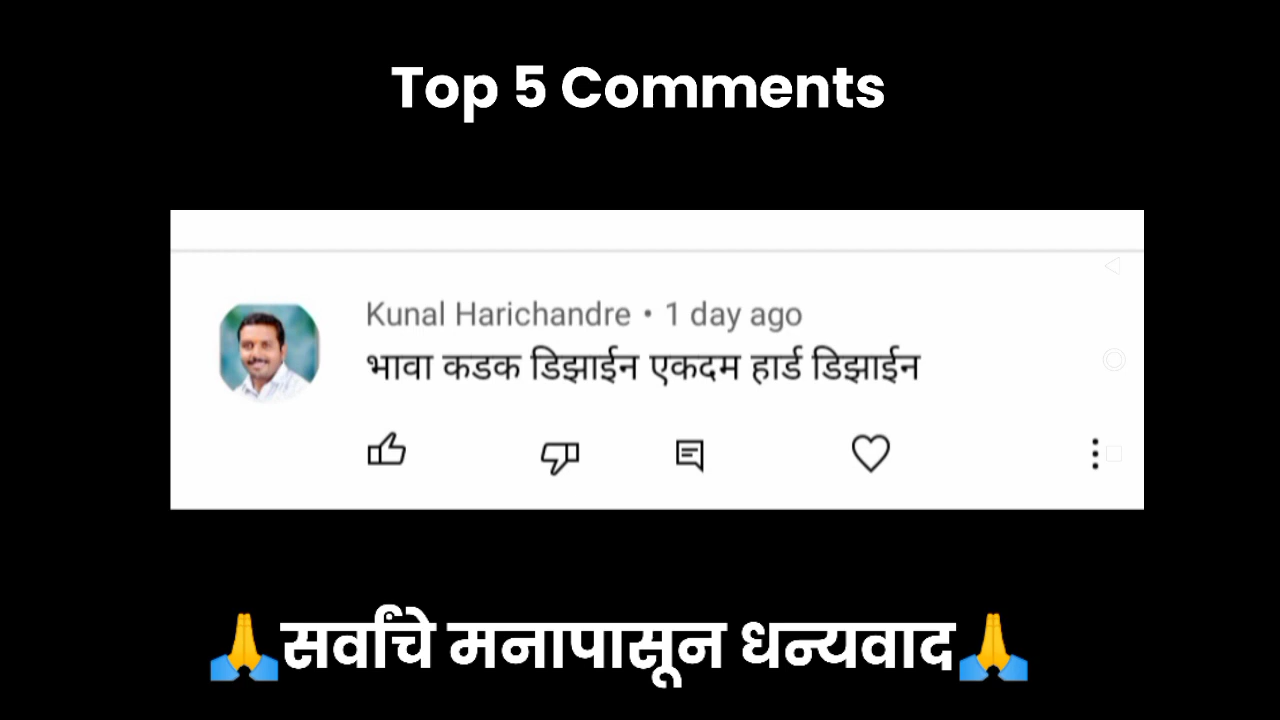 Top 5 Comments
Kunal Harichandre • 1 day ago
भावा कडक डिझाईन एकदम हार्ड डिझाईन
🙏सर्वांचे मनापासून धन्यवाद🙏